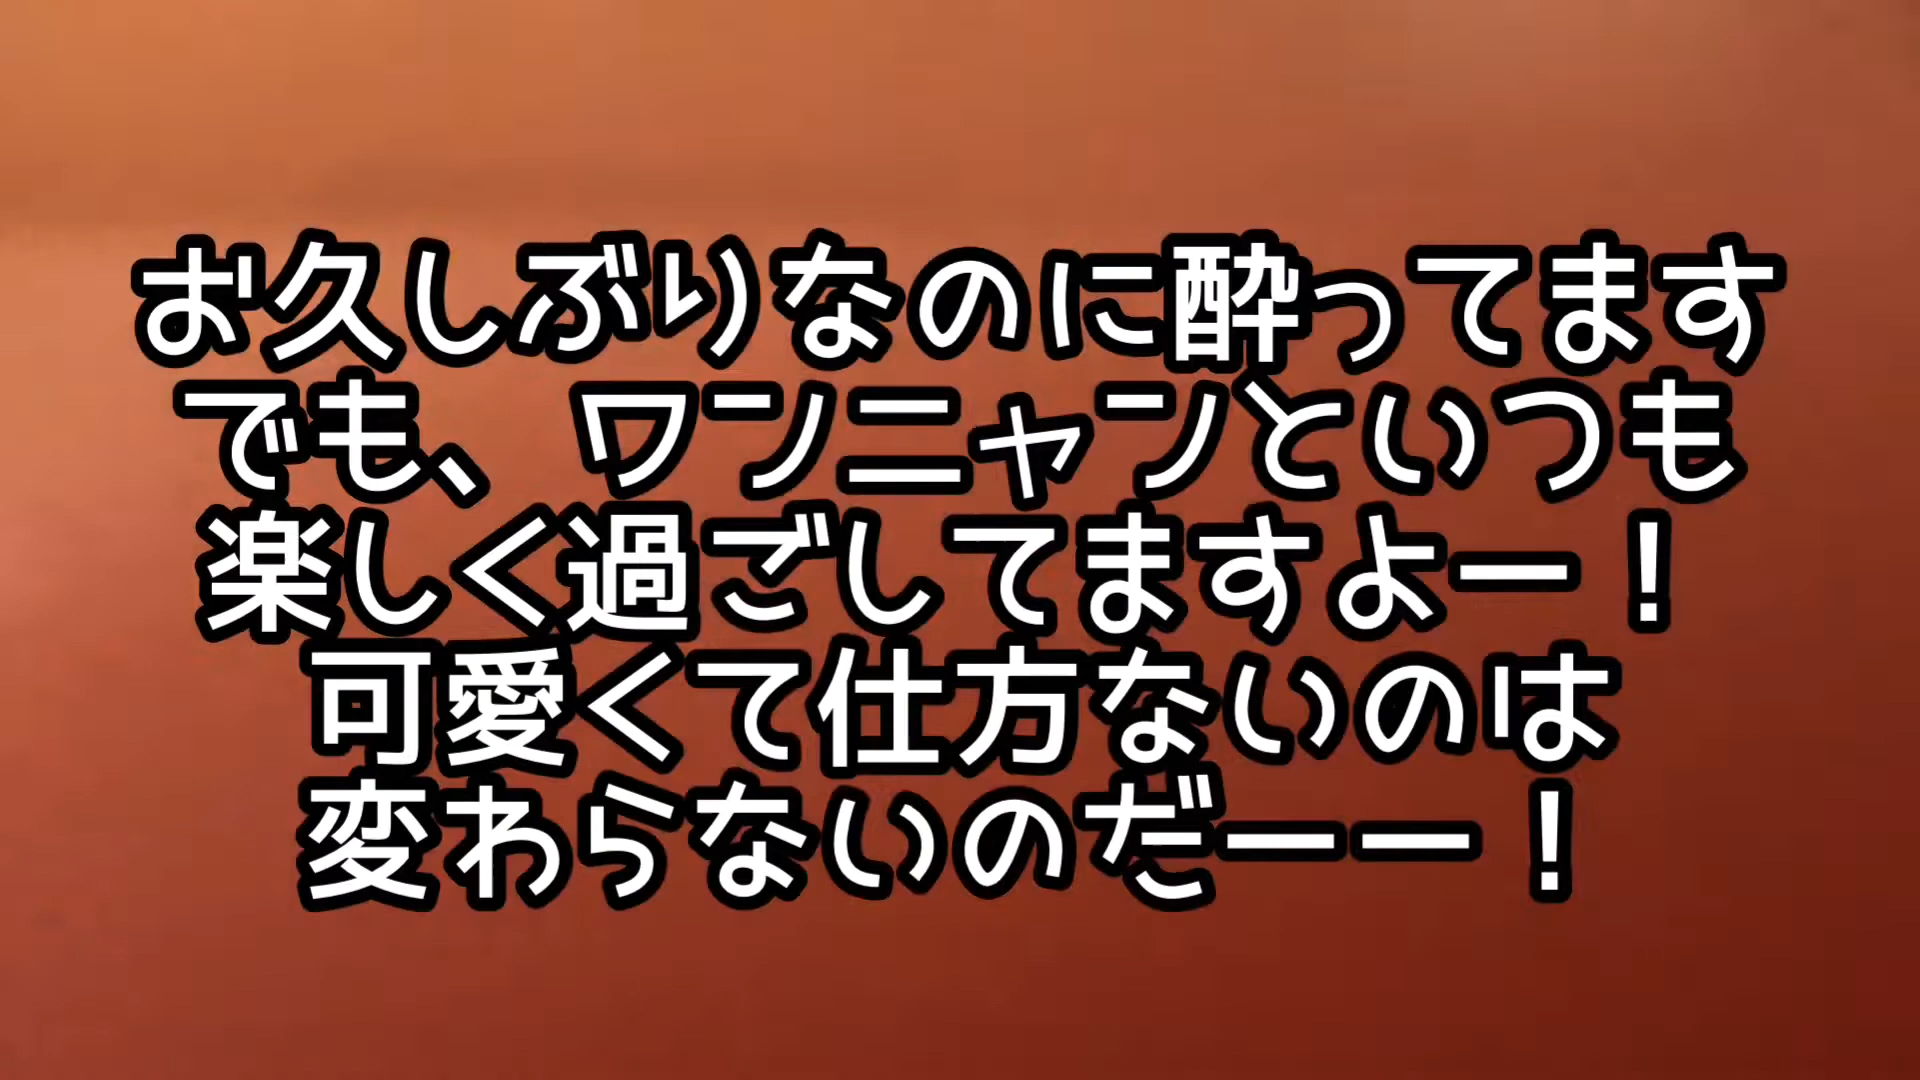 お久しぶりなのに酔ってます
でも、ワンニャンといつも
楽しく過ごしてますよー！
可愛くて仕方ないのは
変わらないのだーー！